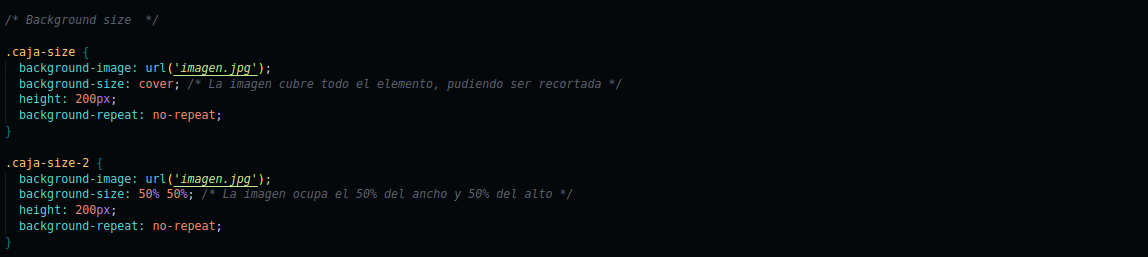 /* Background size  */
.caja-size {
background-image: url('imagen.jpg');
background-size: cover; /* La imagen cubre todo el elemento, pudiendo ser recortada */
height: 200px;
background-repeat: no-repeat;
}
.caja-size-2 {
background-image: url('imagen.jpg');
background-size: 50% 50%; /* La imagen ocupa el 50% del ancho y 50% del alto */
height: 200px;
background-repeat: no-repeat;
}